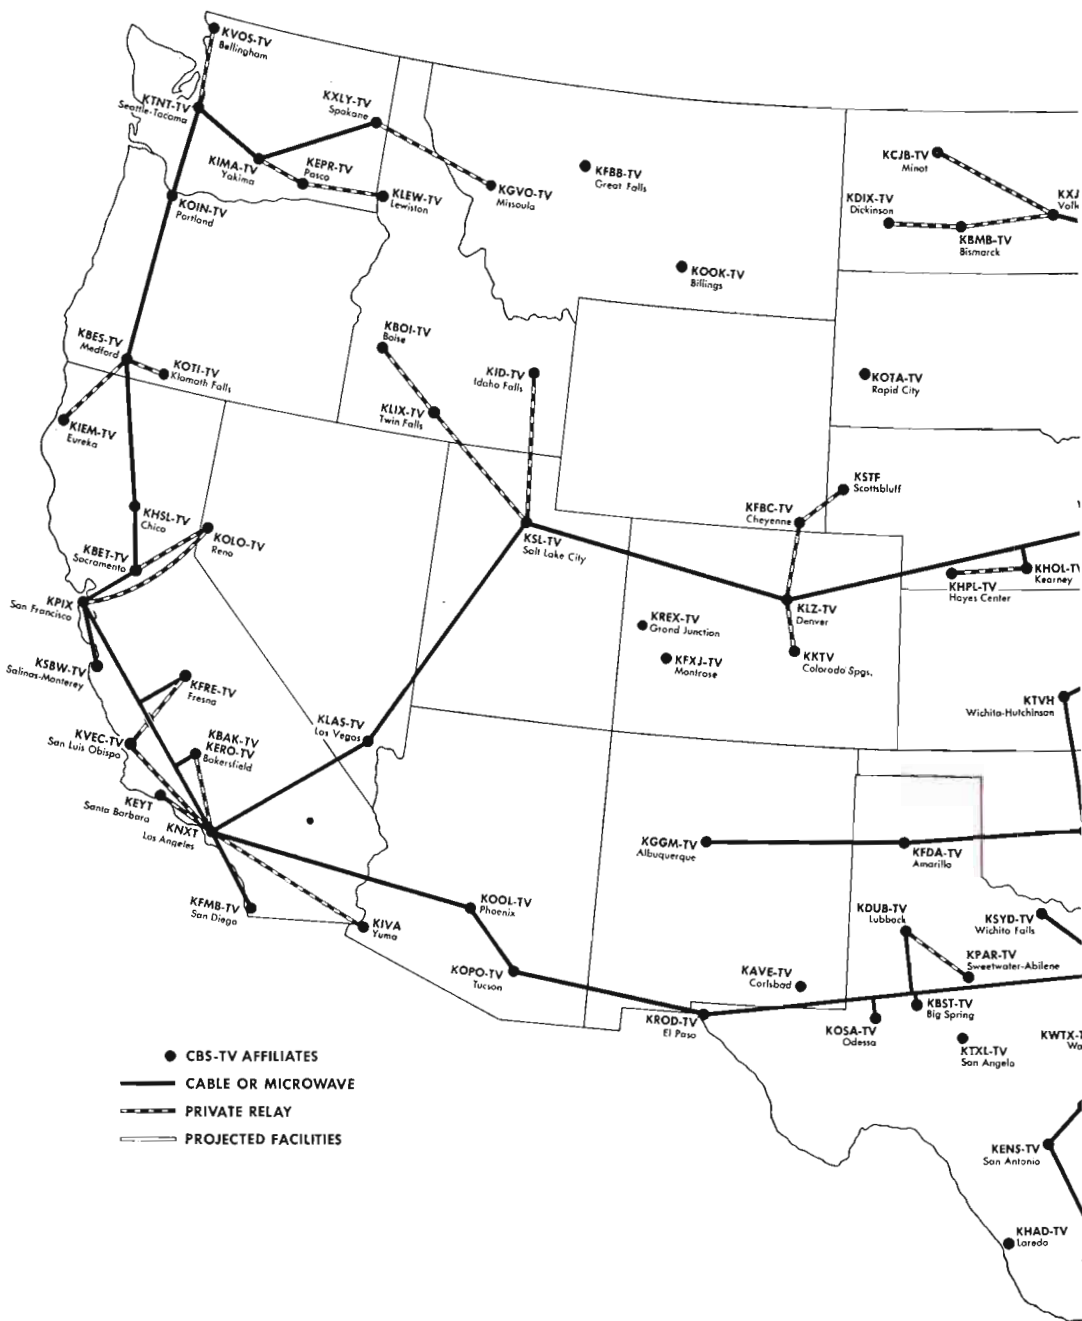 KVOS-TV
Bellingham
KTNT-TV
Seattle-Tacoma
KXLY-TV
Spokane
KIMA-TV
Yakima
KEPR-TV
Pasco
KLEW-TV
Lewiston
KGVO-TV
Missoula
KFBB-TV
Great Falls
KCJB-TV
Minot
KXJ
KDIX-TV
Dickinson
KBMB-TV
Bismarck
KOIN-TV
Portland
KOOK-TV
Billings
KBES-TV
Medford
KOTI-TV
Klamath Falls
KBOI-TV
Boise
KID-TV
Idaho Falls
KOTA-TV
Rapid City
KIEM-TV
Eureka
KLIX-TV
Twin Falls
KSTF
Scottsbluff
KFBC-TV
Cheyenne
KHSL-TV
Chico
KOLO-TV
Reno
KBET-TV
Sacramento
KSL-TV
Salt Lake City
KHOL-TV
Kearney
KHPL-TV
Hayes Center
KPIX
San Francisco
KLZ-TV
Denver
KREX-TV
Grand Junction
KFXJ-TV
Montrose
KKTV
Colorado Spgs.
KSBW-TV
Salinas-Monterey
KFRE-TV
Fresno
KTVH
Wichita-Hutchinson
KVEC-TV
San Luis Obispo
KBAK-TV
KERO-TV
Bakersfield
KLAS-TV
Las Vegas
KEYT
Santa Barbara
KNXT
Los Angeles
KGGM-TV
Albuquerque
KFDA-TV
Amarillo
KFMB-TV
San Diego
KIVA
Yuma
KOOL-TV
Phoenix
KDUB-TV
Lubbock
KSYD-TV
Wichita Falls
KOPO-TV
Tucson
KAVE-TV
Carlsbad
KPAR-TV
Sweetwater-Abilene
KROD-TV
El Paso
KOSA-TV
Odessa
KBST-TV
Big Spring
KTXL-TV
San Angelo
KWTX-T
Wa
CBS-TV AFFILIATES
CABLE OR MICROWAVE
PRIVATE RELAY
PROJECTED FACILITIES
KENS-TV
San Antonio
KHAD-TV
Laredo